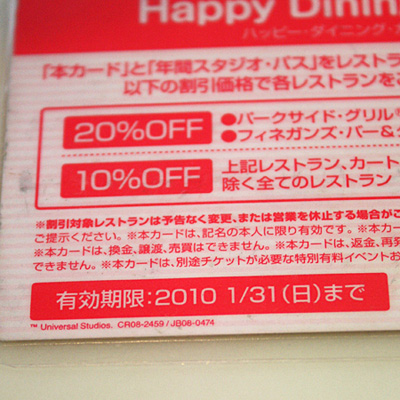 Happy Dinin
ハッピー・ダイニング・
「本カード」と「年間スタジオ・パス」をレストラ
以下の割引価格で各レストランをご
20%OFF
●パークサイド・グリル
●フィネガンズ・バー&
10%OFF
上記レストラン、カート
除く全てのレストラン
※割引対象レストランは予告なく変更、または営業を休止する場合がご
ご提示ください。※本カードは、記名の本人に限り有効です。※本カー
※本カードは、換金、譲渡、売買はできません。※本カードは、返金、再発
できません。※本カードは、別途チケットが必要な特別有料イベントお
有効期限:2010 1/31(日)まで
™ Universal Studios. CR08-2459 / JB08-0474